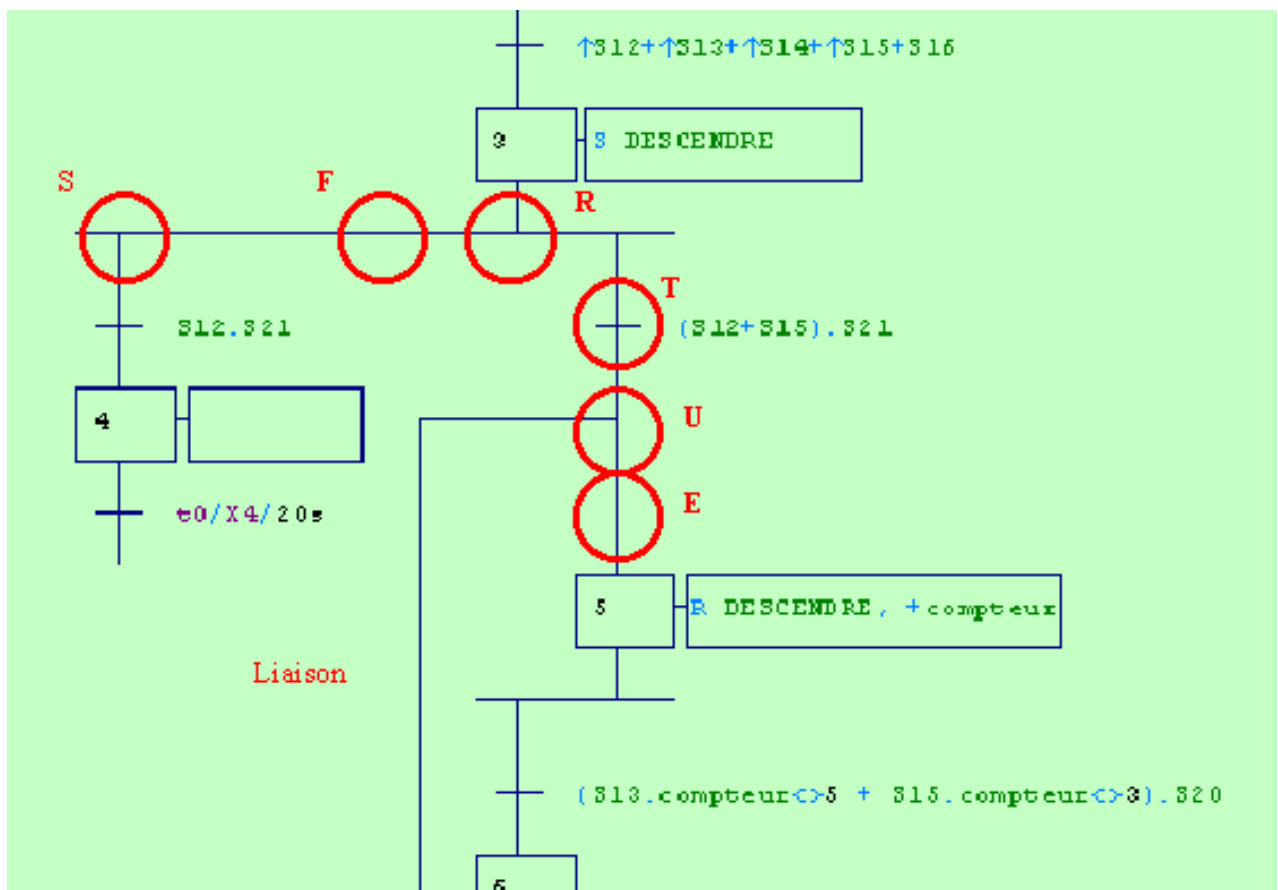 ↑S12+↑S13+↑S14+↑S15+S16
3
S DESCENDRE
S
F
R
T
S12.S21
(S12+S15).S21
4
U
t0/X4/20s
E
5
R DESCENDRE, +compteur
Liaison
(S13.compteur<>5 + S15.compteur<>3).S20